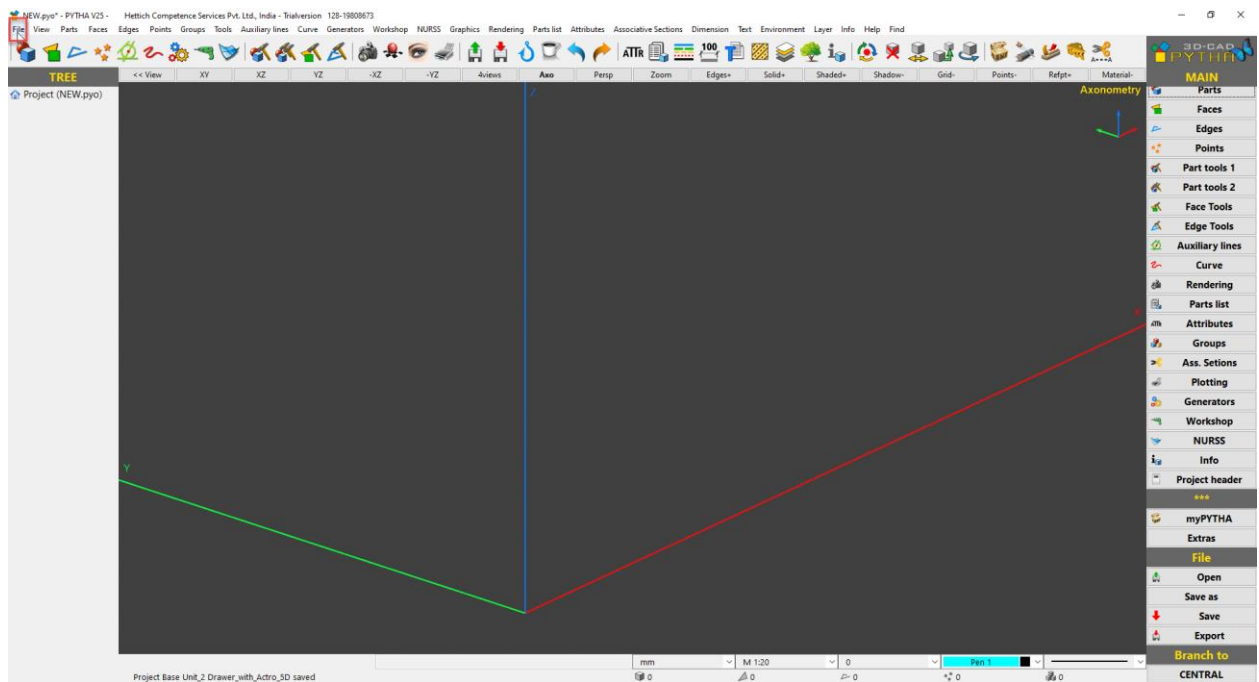 NEW.pyo* - PYTHA V25 - Hettich Competence Services Pvt. Ltd., India - Trialversion 128-19808673
File View Parts Faces Edges Points Groups Tools Auxiliary lines Curve Generators Workshop NURSS Graphics Rendering Parts list Attributes Associative Sections Dimension Text Environment Layer Info Help Find
ATTR 100 A+++A 3D-CAD PYTHA
TREE << View XY XZ YZ -XZ -YZ 4views Axo Persp Zoom Edges+ Solid+ Shaded+ Shadow- Grid- Points- Refpt+ Material- MAIN
Project (NEW.pyo)
Z
Axonometry
X
Y
Parts
Faces
Edges
Points
Part tools 1
Part tools 2
Face Tools
Edge Tools
Auxiliary lines
Curve
Rendering
Parts list
ATTR Attributes
Groups
Ass. Setions
Plotting
Generators
Workshop
NURSS
Info
Project header
***
myPYTHA
Extras
File
Open
Save as
Save
Export
Branch to
CENTRAL
mm M 1:20 0 Pen 1
Project Base Unit_2 Drawer_with_Actro_5D saved 0 0 0 0 0